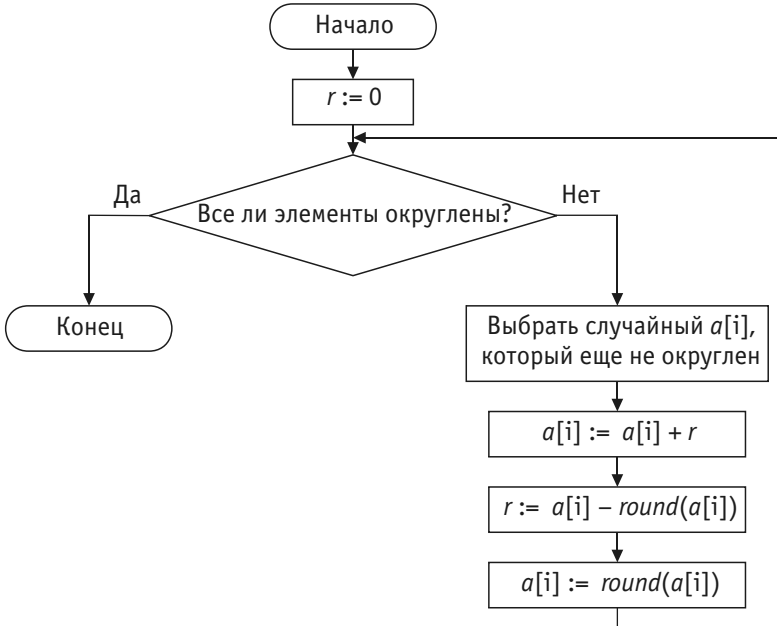 Начало
r := 0
Да
Нет
Все ли элементы округлены?
Конец
Выбрать случайный a[i],
который еще не округлен
a[i] := a[i] + r
r := a[i] – round(a[i])
a[i] := round(a[i])